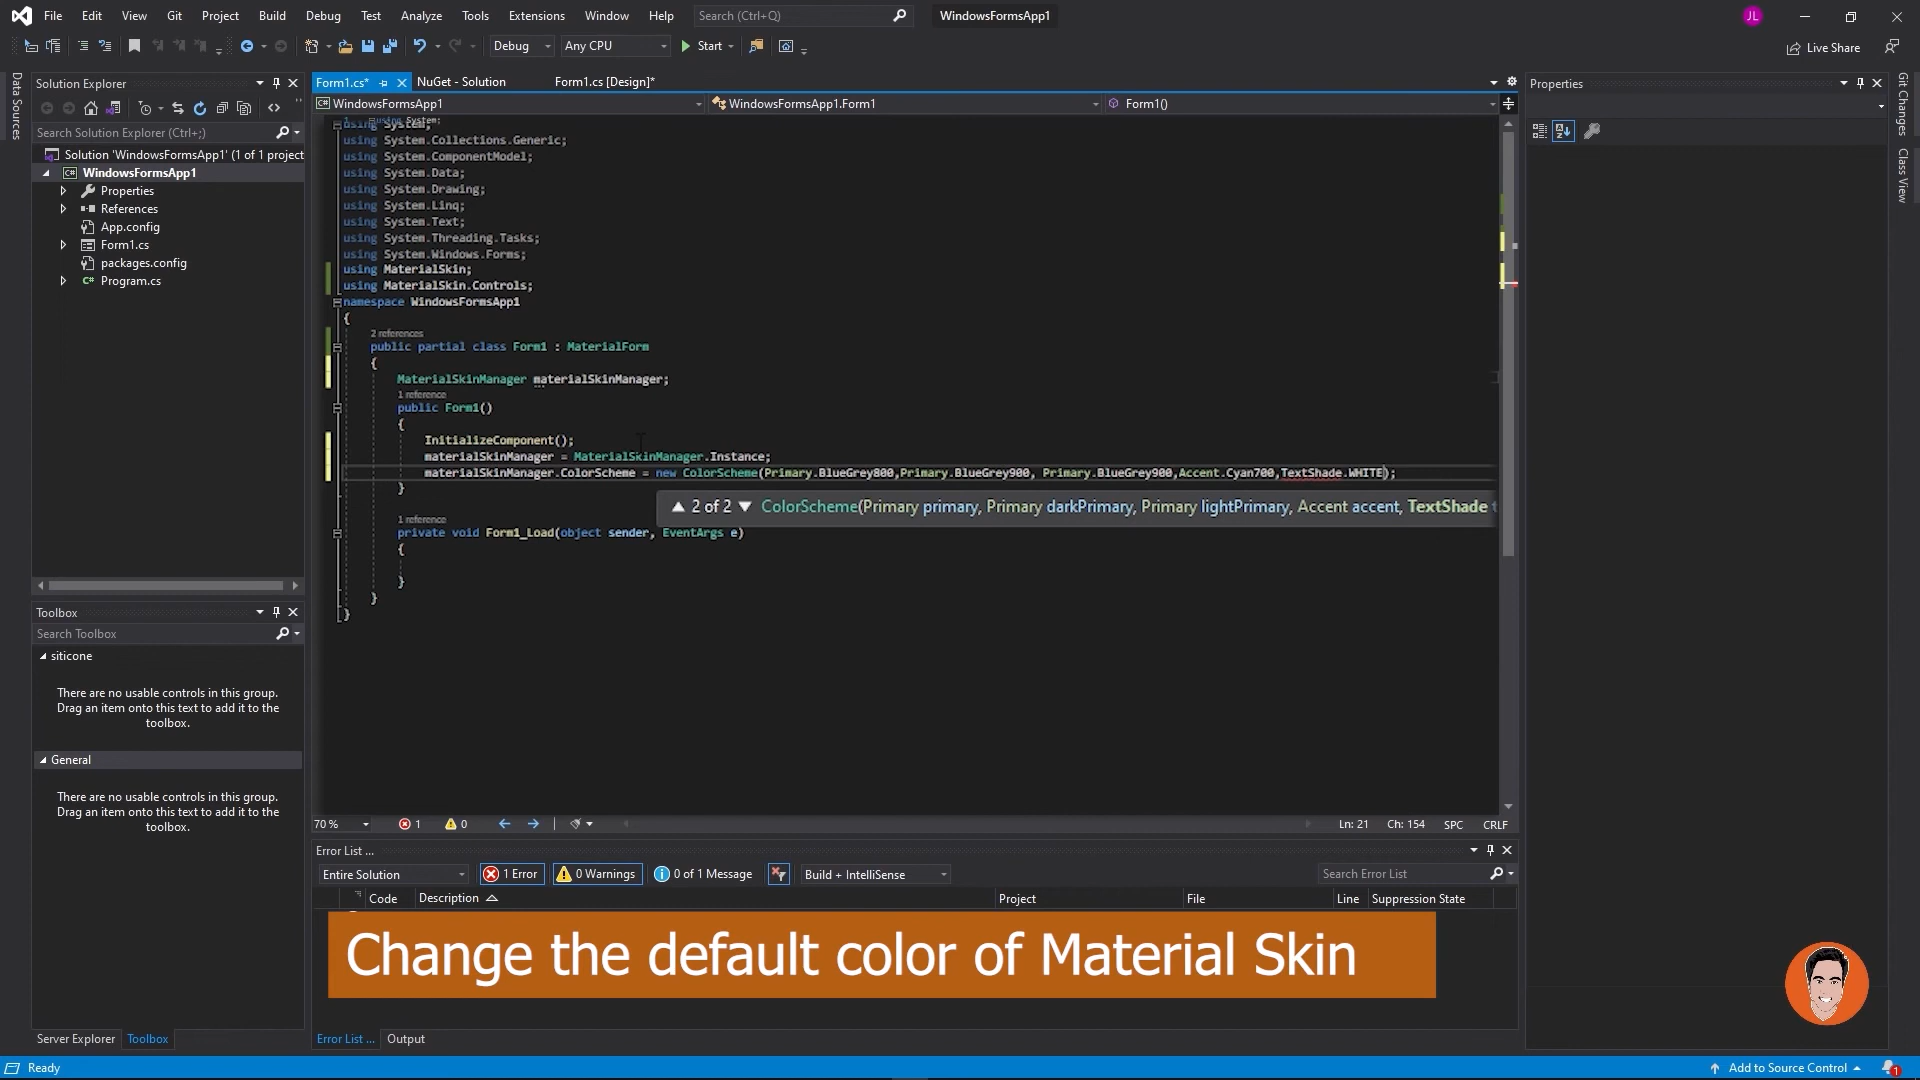 File Edit View Git Project Build Debug Test Analyze Tools Extensions Window Help Search (Ctrl+Q) WindowsFormsApp1 JL
Debug Any CPU Start Live Share
Data Sources
Solution Explorer
Search Solution Explorer (Ctrl+;)
Solution 'WindowsFormsApp1' (1 of 1 project
WindowsFormsApp1
Properties
References
App.config
Form1.cs
packages.config
Program.cs
Toolbox
Search Toolbox
siticone
There are no usable controls in this group.
Drag an item onto this text to add it to the
toolbox.
General
There are no usable controls in this group.
Drag an item onto this text to add it to the
toolbox.
Server Explorer Toolbox
Form1.cs* NuGet - Solution Form1.cs [Design]*
WindowsFormsApp1 WindowsFormsApp1.Form1 Form1()
using System;
using System;
using System.Collections.Generic;
using System.ComponentModel;
using System.Data;
using System.Drawing;
using System.Linq;
using System.Text;
using System.Threading.Tasks;
using System.Windows.Forms;
using MaterialSkin;
using MaterialSkin.Controls;
namespace WindowsFormsApp1
{
2 references
public partial class Form1 : MaterialForm
{
MaterialSkinManager materialSkinManager;
1 reference
public Form1()
{
InitializeComponent();
materialSkinManager = MaterialSkinManager.Instance;
materialSkinManager.ColorScheme = new ColorScheme(Primary.BlueGrey800,Primary.BlueGrey900, Primary.BlueGrey900,Accent.Cyan700,TextShade.WHITE);
}
2 of 2 ColorScheme(Primary primary, Primary darkPrimary, Primary lightPrimary, Accent accent, TextShade t
1 reference
private void Form1_Load(object sender, EventArgs e)
{
}
}
}
70 % 1 0 Ln: 21 Ch: 154 SPC CRLF
Error List ...
Entire Solution 1 Error 0 Warnings 0 of 1 Message Build + IntelliSense Search Error List
Code Description Project File Line Suppression State
Change the default color of Material Skin
Error List ... Output
Properties
Git Changes
Class View
Ready Add to Source Control 1